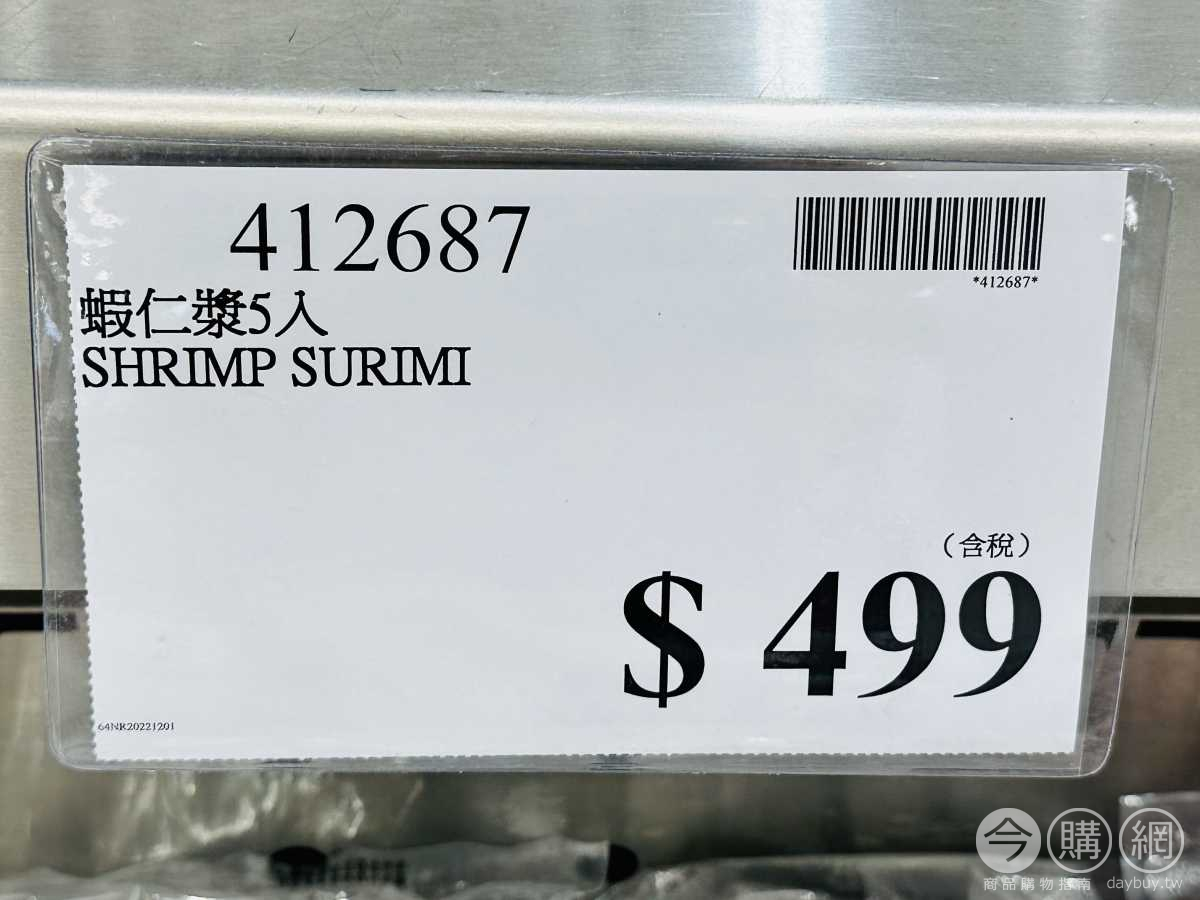 412687
*412687*
蝦仁漿5入
SHRIMP SURIMI
（含稅）
$ 499
64NR20221201
今購網
商品購物指南 daybuy.tw